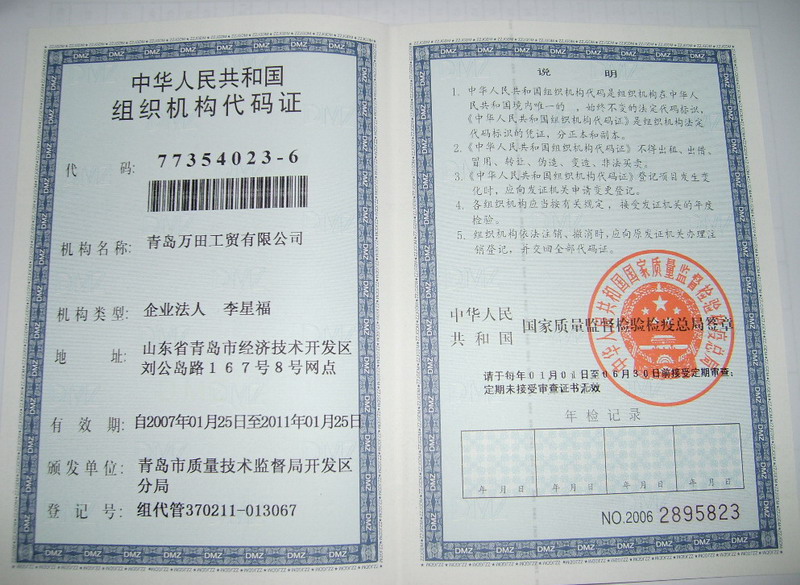 中华人民共和国
组织机构代码证
代 码: 77354023-6
机构名称: 青岛万田工贸有限公司
机构类型: 企业法人 李星福
地 址: 山东省青岛市经济技术开发区
刘公岛路167号8号网点
有 效 期: 自2007年01月25日至2011年01月25日
颁发单位: 青岛市质量技术监督局开发区
分局
登 记 号: 组代管370211-013067
说 明
1. 中华人民共和国组织机构代码是组织机构在中华人
民共和国境内唯一的、始终不变的法定代码标识，
《中华人民共和国组织机构代码证》是组织机构法定
代码标识的凭证，分正本和副本。
2.《中华人民共和国组织机构代码证》不得出租、出借、
冒用、转让、伪造、变造、非法买卖。
3.《中华人民共和国组织机构代码证》登记项目发生变
化时，应向发证机关申请变更登记。
4. 各组织机构应当按有关规定，接受发证机关的年度
检验。
5. 组织机构依法注销、撤消时，应向原发证机关办理注
销登记，并交回全部代码证。
中华人民
共和国 国家质量监督检验检疫总局签章
中华人民共和国国家质量监督检验检疫总局
请于每年01月01日至06月30日前接受定期审查;
定期未接受审查证书无效
年检记录
年 月 日 年 月 日 年 月 日 年 月 日
NO.2006 2895823